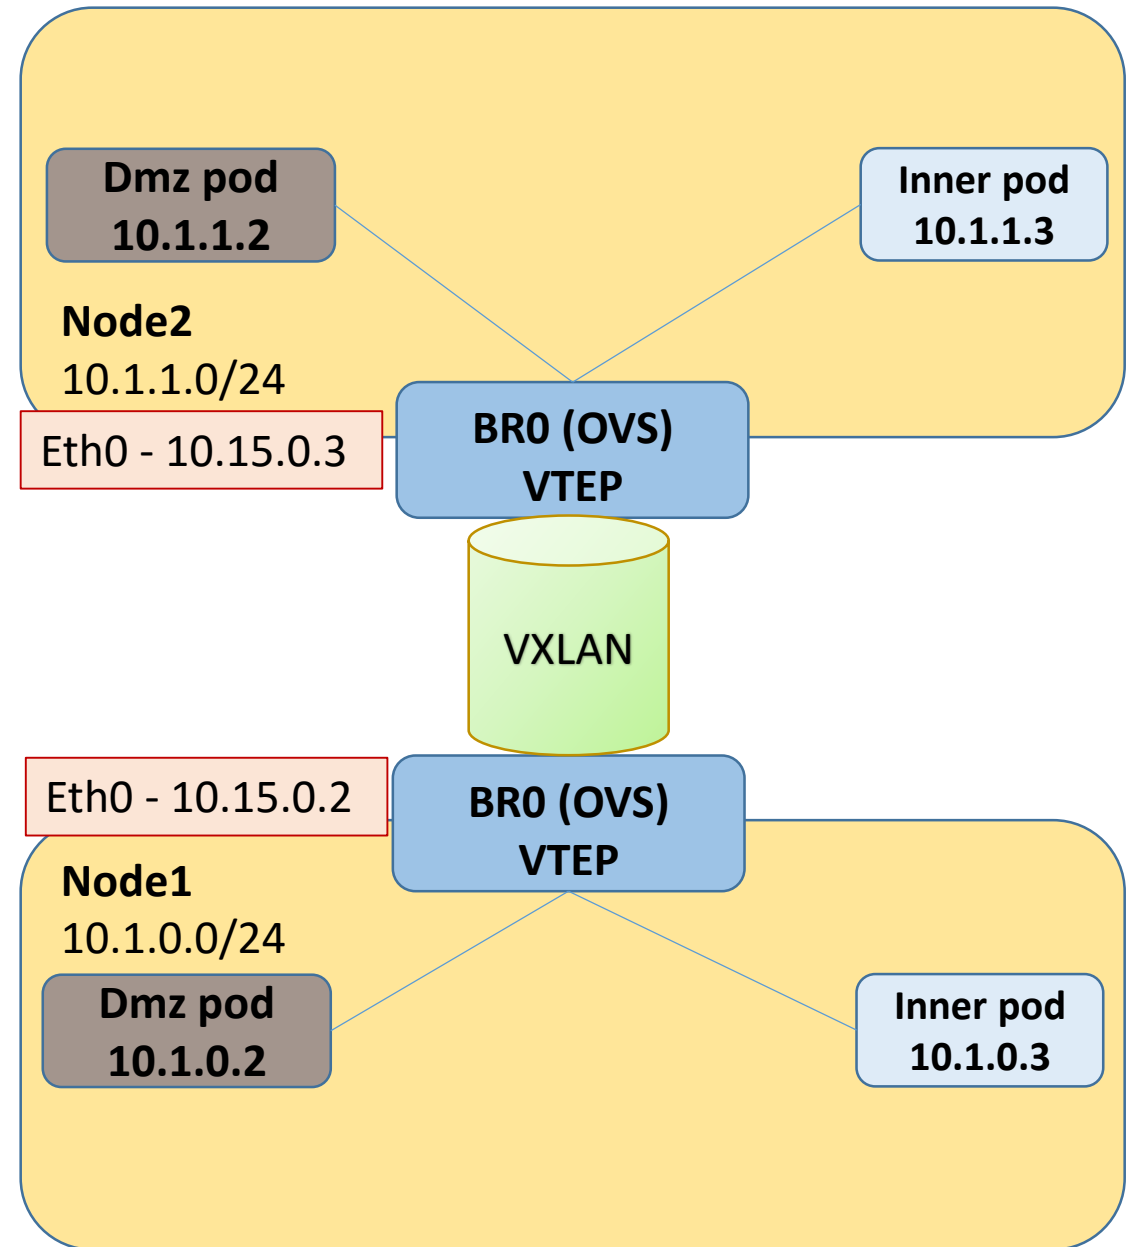 Dmz pod
10.1.1.2
Inner pod
10.1.1.3
Node2
10.1.1.0/24
Eth0 - 10.15.0.3
BR0 (OVS)
VTEP
VXLAN
Eth0 - 10.15.0.2
BR0 (OVS)
VTEP
Node1
10.1.0.0/24
Dmz pod
10.1.0.2
Inner pod
10.1.0.3